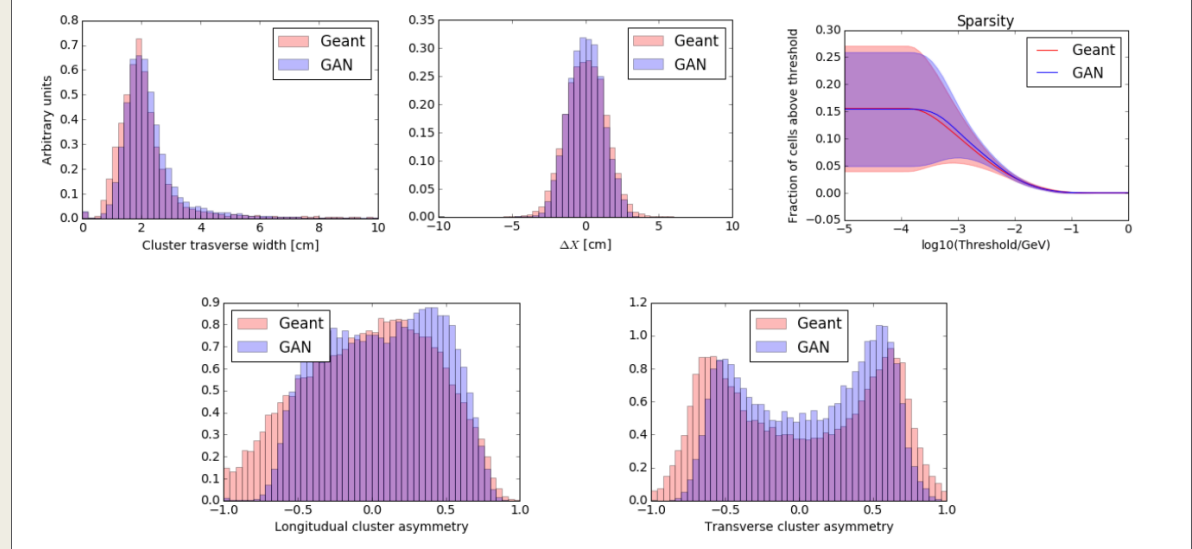 Arbitrary units
0.8
0.7
0.6
0.5
0.4
0.3
0.2
0.1
0.0
Geant
GAN
0 2 4 6 8 10
Cluster trasverse width [cm]
0.35
0.30
0.25
0.20
0.15
0.10
0.05
0.00
Geant
GAN
−10 −5 0 5 10
ΔX [cm]
Sparsity
Fraction of cells above threshold
0.30
0.25
0.20
0.15
0.10
0.05
0.00
−0.05
Geant
GAN
−5 −4 −3 −2 −1 0
log10(Threshold/GeV)
0.9
0.8
0.7
0.6
0.5
0.4
0.3
0.2
0.1
0.0
Geant
GAN
−1.0 −0.5 0.0 0.5 1.0
Longitudual cluster asymmetry
1.2
1.0
0.8
0.6
0.4
0.2
0.0
Geant
GAN
−1.0 −0.5 0.0 0.5 1.0
Transverse cluster asymmetry